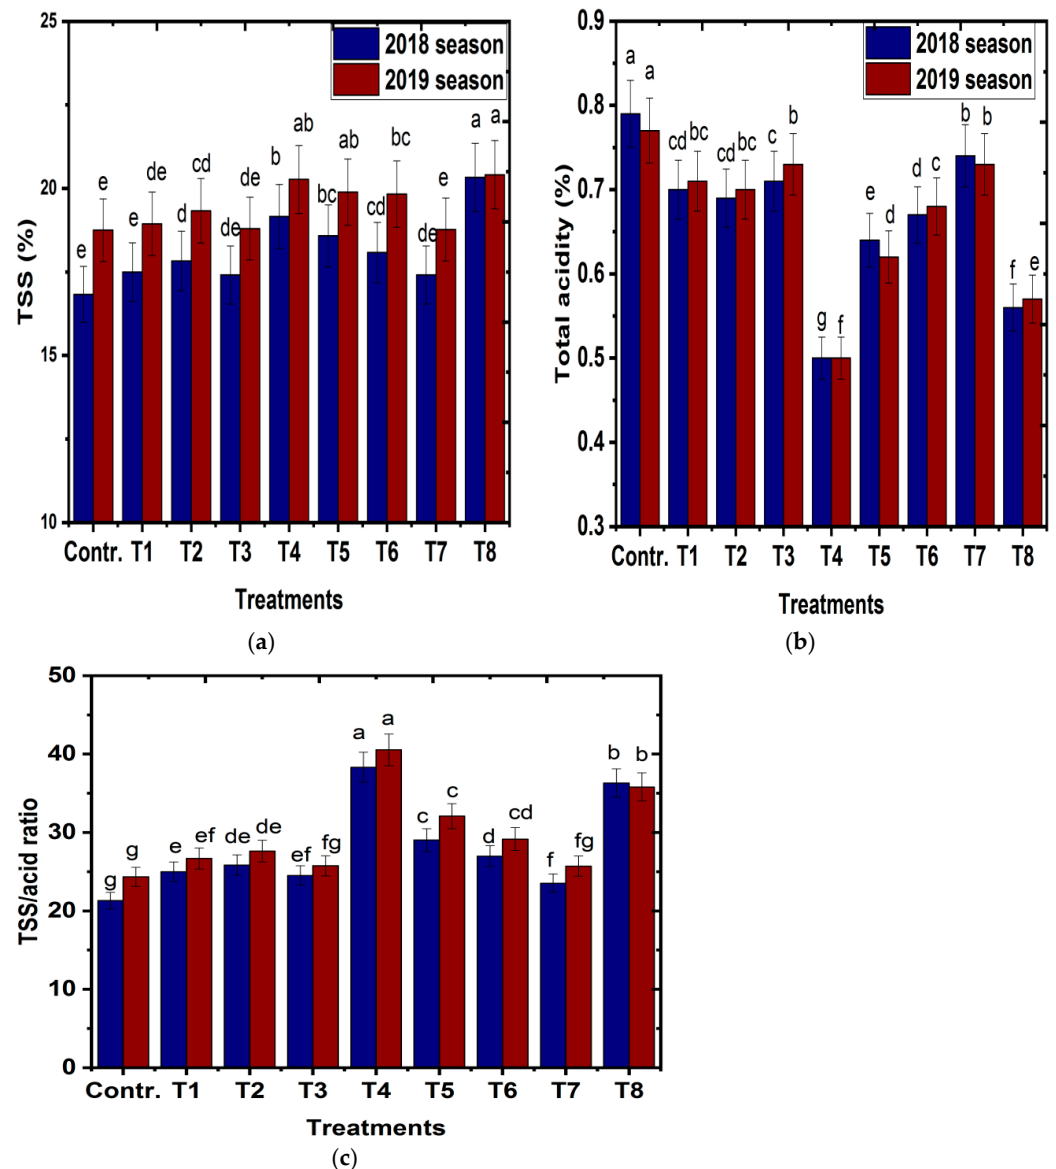 25
20
15
10
TSS (%)
2018 season
2019 season
e e e de d cd de de b ab bc ab cd bc de e a a
Contr. T1 T2 T3 T4 T5 T6 T7 T8
Treatments
(a)
0.9
0.8
0.7
0.6
0.5
0.4
0.3
Total acidity (%)
2018 season
2019 season
a a cd bc cd bc c b g f e d d c b b f e
Contr. T1 T2 T3 T4 T5 T6 T7 T8
Treatments
(b)
50
40
30
20
10
0
TSS/acid ratio
g g e ef de de ef fg a a c c d cd f fg b b
Contr. T1 T2 T3 T4 T5 T6 T7 T8
Treatments
(c)